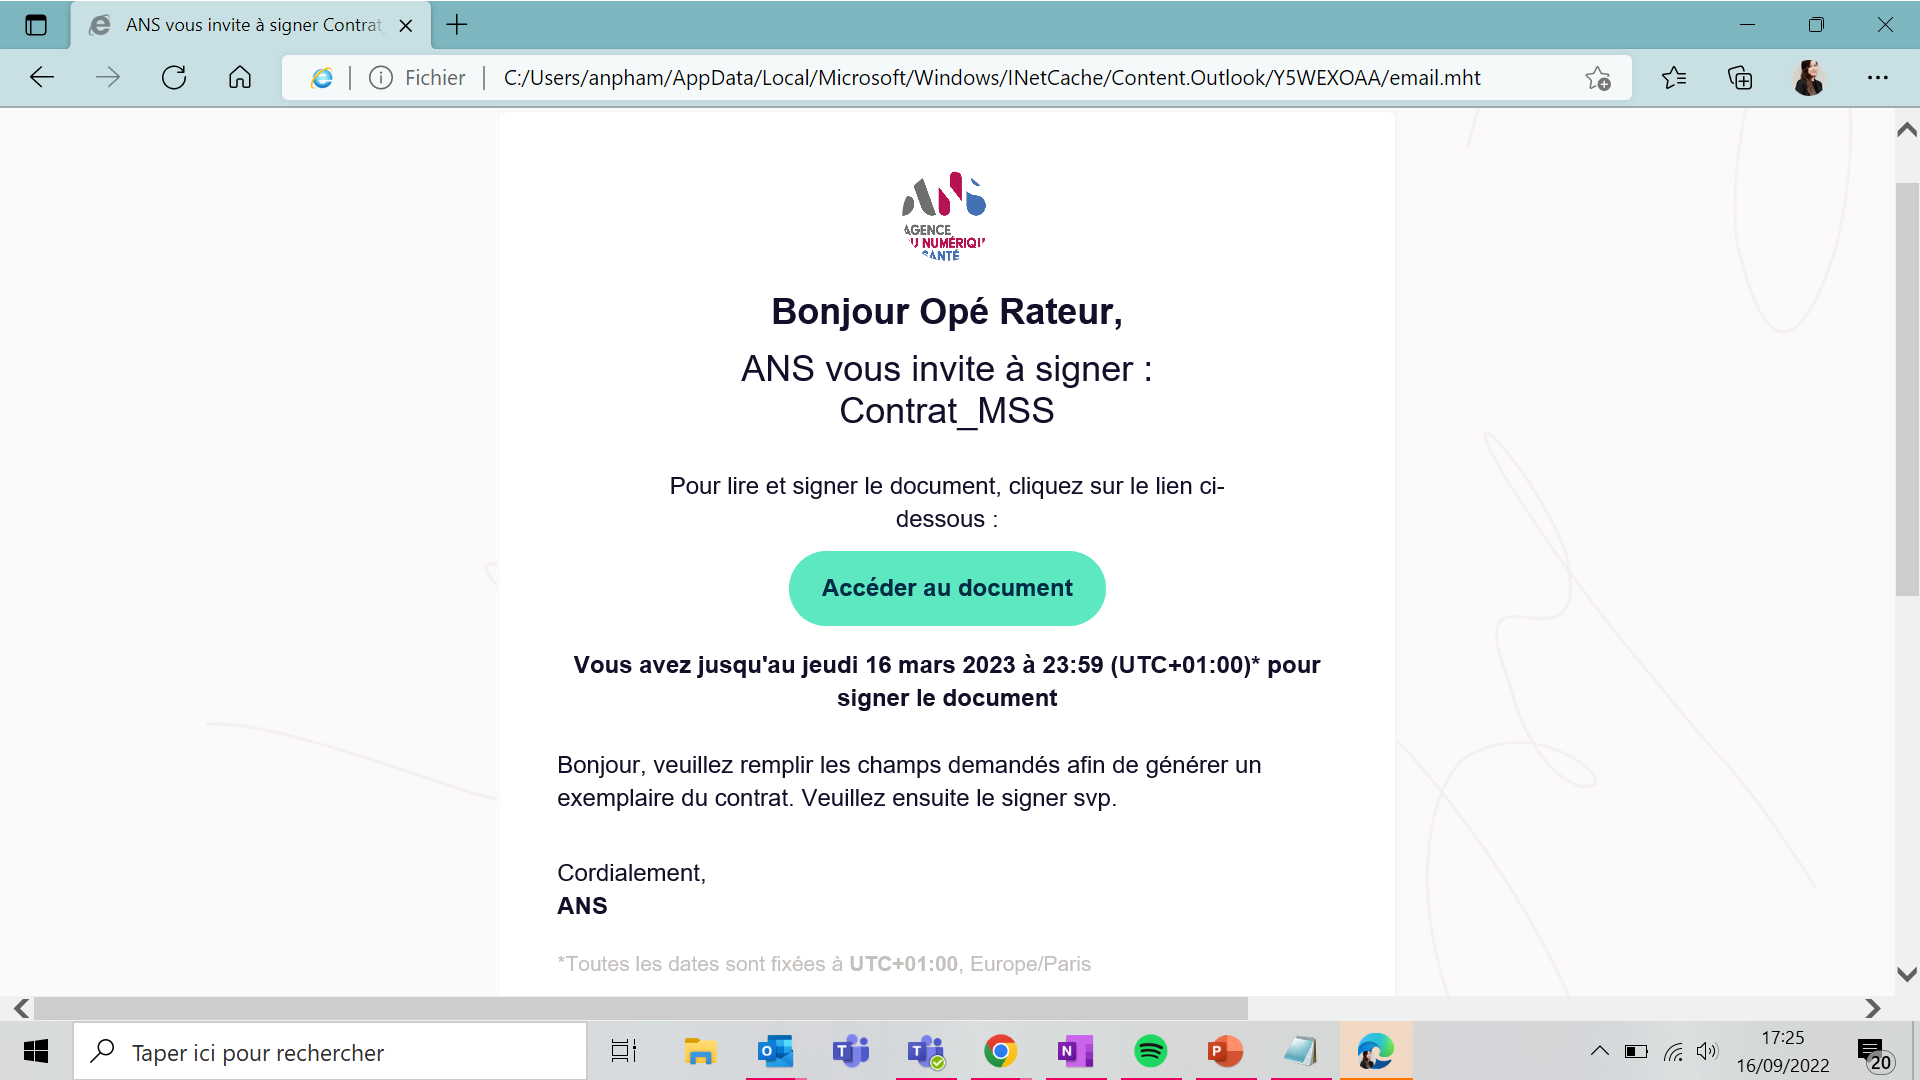 ANS vous invite à signer Contrat
Fichier
C:/Users/anpham/AppData/Local/Microsoft/Windows/INetCache/Content.Outlook/Y5WEXOAA/email.mht
ANS
AGENCE
DU NUMÉRIQUE
SANTÉ
Bonjour Opé Rateur,
ANS vous invite à signer :
Contrat_MSS
Pour lire et signer le document, cliquez sur le lien ci-
dessous :
Accéder au document
Vous avez jusqu'au jeudi 16 mars 2023 à 23:59 (UTC+01:00)* pour
signer le document
Bonjour, veuillez remplir les champs demandés afin de générer un
exemplaire du contrat. Veuillez ensuite le signer svp.
Cordialement,
ANS
*Toutes les dates sont fixées à UTC+01:00, Europe/Paris
Taper ici pour rechercher
17:25
16/09/2022
20